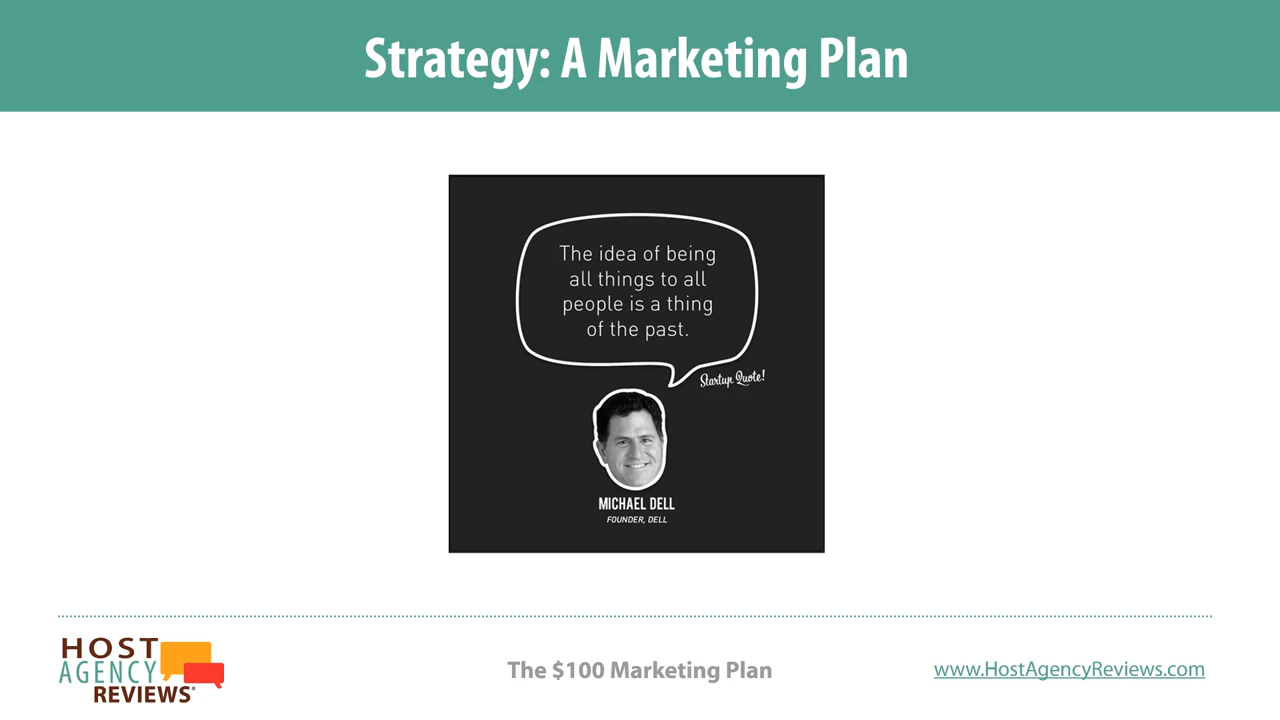 Strategy: A Marketing Plan
The idea of being
all things to all
people is a thing
of the past.
Startup Quote!
MICHAEL DELL
FOUNDER, DELL
HOST
AGENCY
REVIEWS®
The $100 Marketing Plan
www.HostAgencyReviews.com